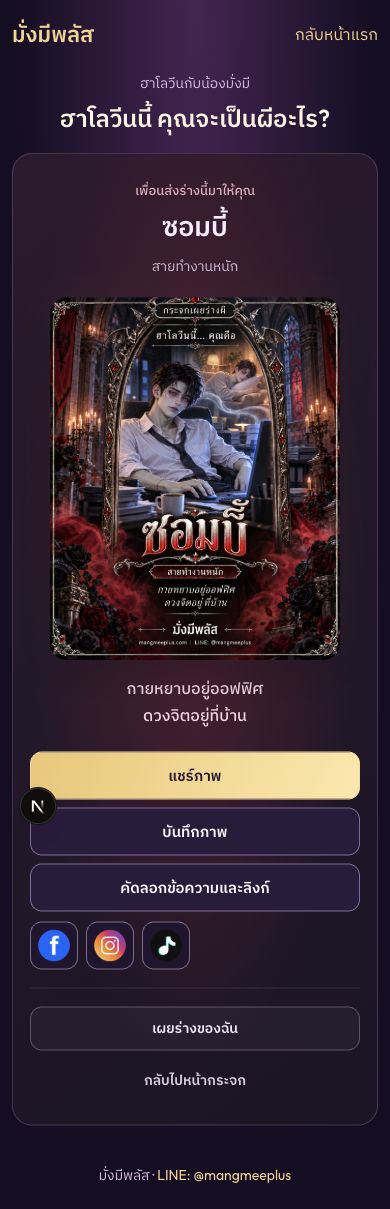 มั่งมีพลัส
กลับหน้าแรก
ฮาโลวีนกับน้องมั่งมี
ฮาโลวีนนี้ คุณจะเป็นผีอะไร?
เพื่อนส่งร่างนี้มาให้คุณ
ซอมบี้
สายทำงานหนัก
กระจกเผยร่างผี
ฮาโลวีนนี้... คุณคือ
ซอมบี้
สายทำงานหนัก
กายหยาบอยู่ออฟฟิศ
ดวงจิตอยู่ที่บ้าน
มั่งมีพลัส
mangmeeplus.com | LINE: @mangmeeplus
กายหยาบอยู่ออฟฟิศ
ดวงจิตอยู่ที่บ้าน
แชร์ภาพ
N
บันทึกภาพ
คัดลอกข้อความและลิงก์
เผยร่างของฉัน
กลับไปหน้ากระจก
มั่งมีพลัส · LINE: @mangmeeplus